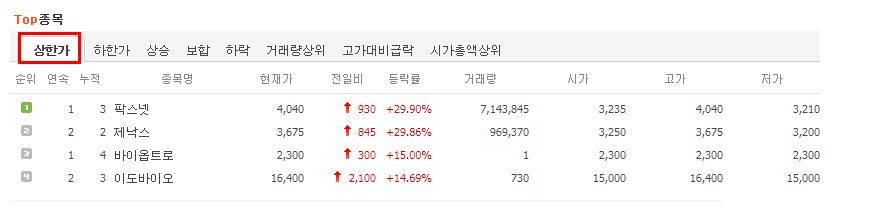 Top종목
상한가 하한가 상승 보합 하락 거래량상위 고가대비급락 시가총액상위
순위 연속 누적 종목명 현재가 전일비 등락률 거래량 시가 고가 저가
1 1 3 팍스넷 4,040 930 +29.90% 7,143,845 3,235 4,040 3,210
2 2 2 제낙스 3,675 845 +29.86% 969,370 3,250 3,675 3,200
3 1 4 바이옵트로 2,300 300 +15.00% 1 2,300 2,300 2,300
4 2 3 이도바이오 16,400 2,100 +14.69% 730 15,000 16,400 15,000